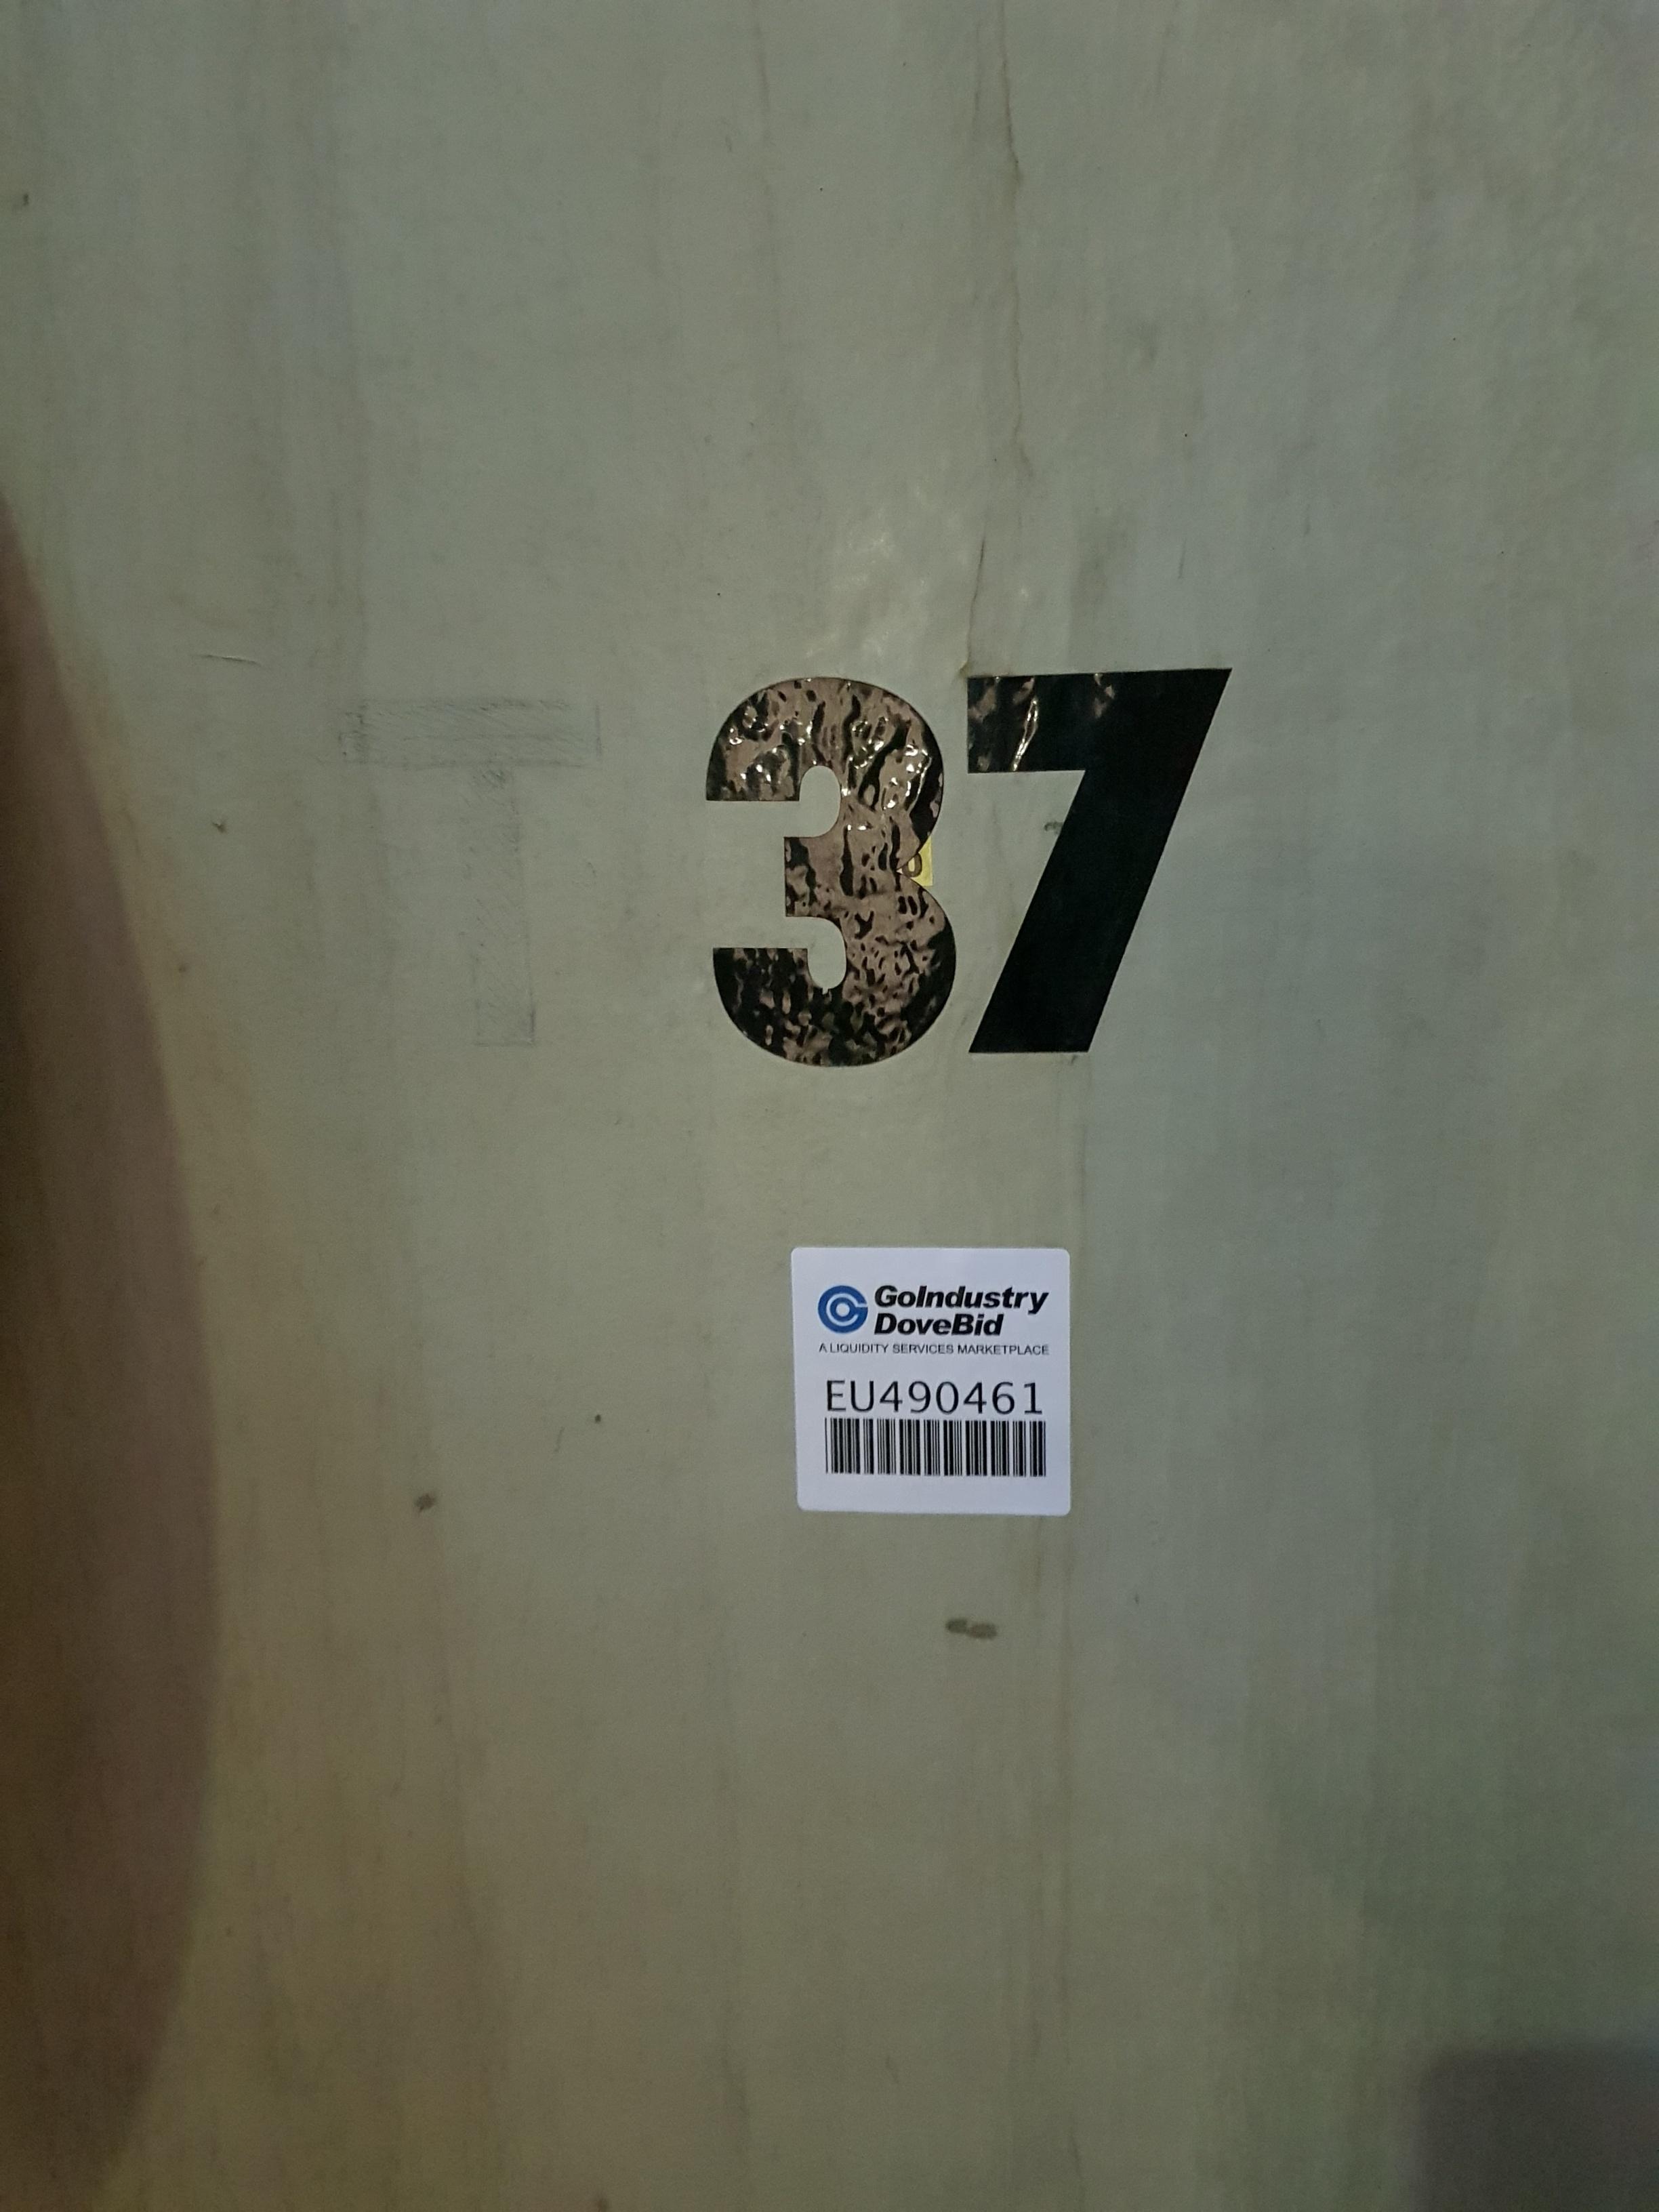 T 37
GoIndustry
DoveBid
A LIQUIDITY SERVICES MARKETPLACE
EU490461